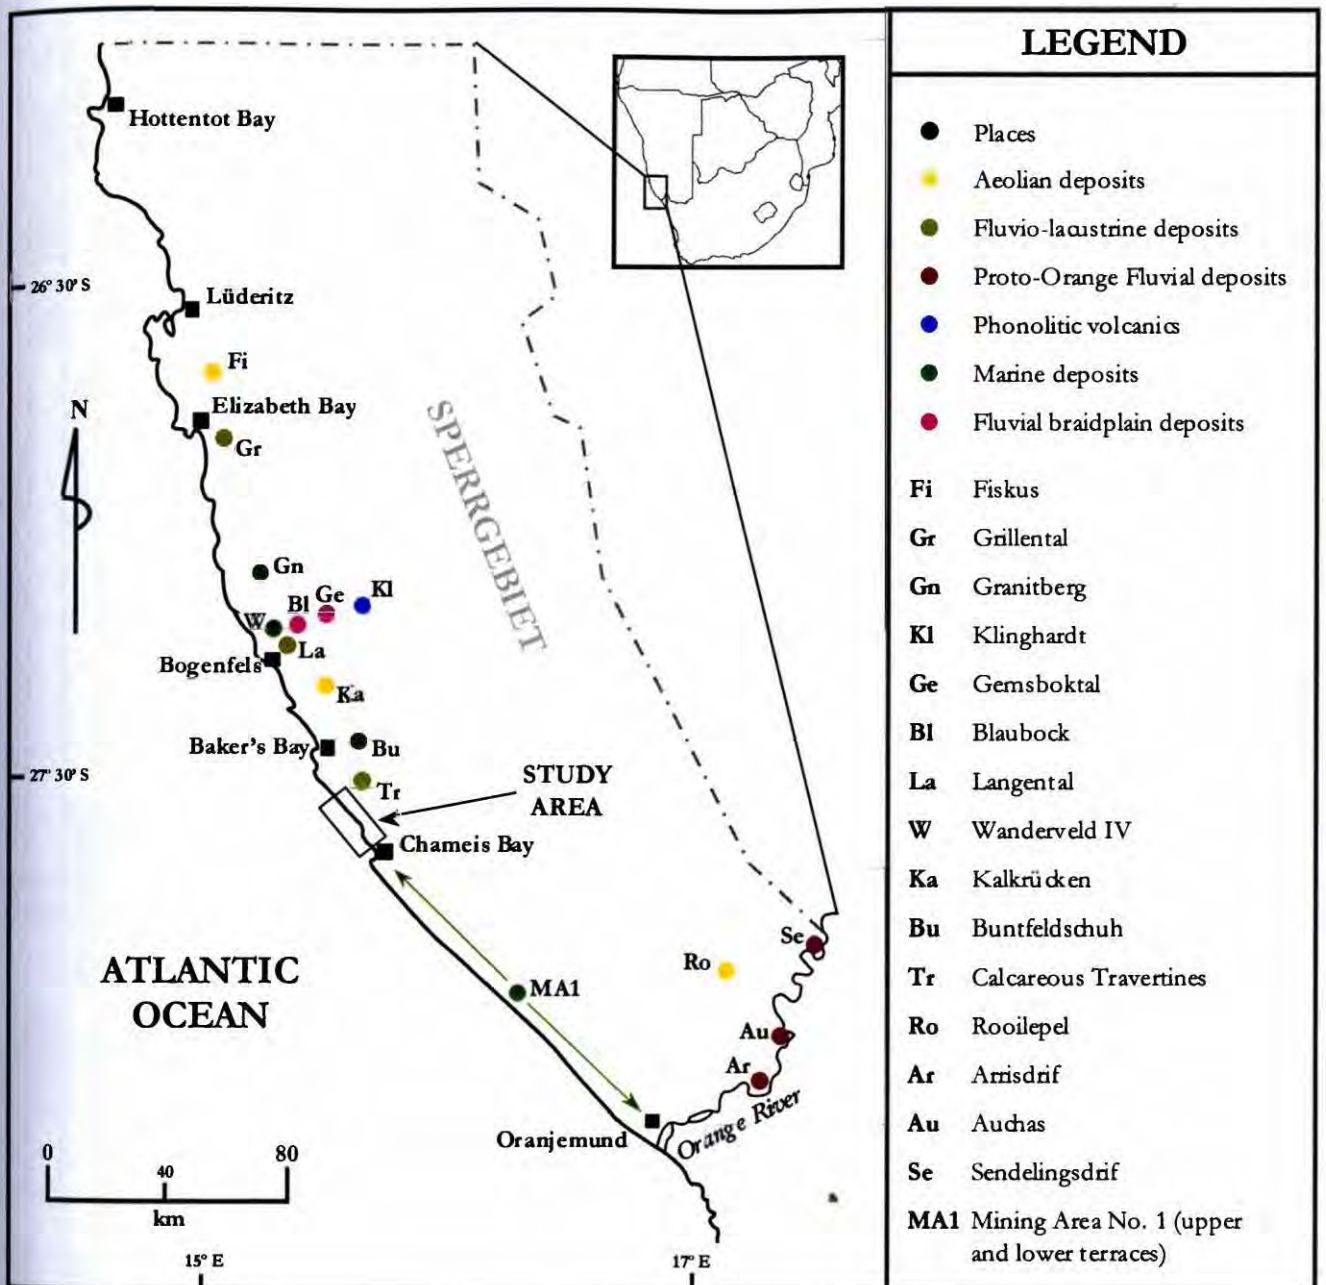 Hottentot Bay
26° 30' S
Lüderitz
Fi
Elizabeth Bay
Gr
N
SPERRGEBIET
Gn
Kl
Ge
Bl
W
La
Bogenfels
Ka
Baker's Bay
Bu
27° 30' S
Tr
STUDY
AREA
Chameis Bay
Se
Ro
ATLANTIC
OCEAN
MA1
Au
Ar
Orange River
Oranjemund
0
40
80
km
15° E
17° E
LEGEND
Places
Aeolian deposits
Fluvio-lacustrine deposits
Proto-Orange Fluvial deposits
Phonolitic volcanics
Marine deposits
Fluvial braidplain deposits
Fi Fiskus
Gr Grillental
Gn Granitberg
Kl Klinghardt
Ge Gemsboktal
Bl Blaubock
La Langental
W Wanderveld IV
Ka Kalkrücken
Bu Buntfeldschuh
Tr Calcareous Travertines
Ro Rooilepel
Ar Arrisdrif
Au Auchas
Se Sendelingsdrif
MA1 Mining Area No. 1 (upper
and lower terraces)